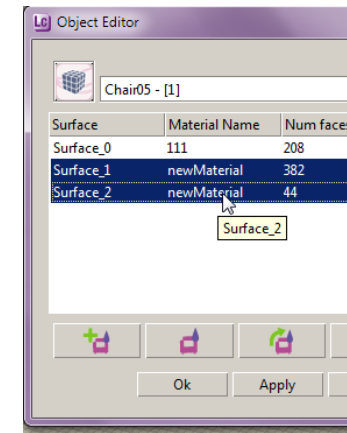 Lc Object Editor
Chair05 - [1]
Surface Material Name Num faces
Surface_0 111 208
Surface_1 newMaterial 382
Surface_2 newMaterial 44
Surface_2
Ok Apply